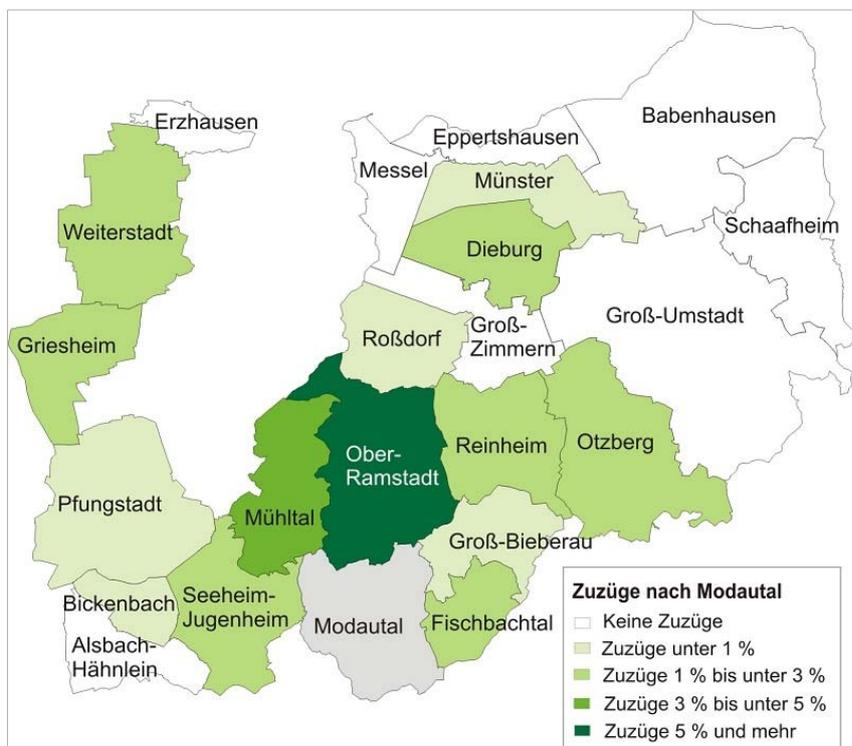 Erzhausen
Babenhausen
Eppertshausen
Messel
Münster
Schaafheim
Weiterstadt
Dieburg
Groß-Umstadt
Griesheim
Roßdorf
Groß-
Zimmern
Ober-
Ramstadt
Reinheim
Otzberg
Pfungstadt
Mühltal
Groß-Bieberau
Bickenbach
Seeheim-
Jugenheim
Modautal
Fischbachtal
Alsbach-
Hähnlein
Zuzüge nach Modautal
Keine Zuzüge
Zuzüge unter 1 %
Zuzüge 1 % bis unter 3 %
Zuzüge 3 % bis unter 5 %
Zuzüge 5 % und mehr